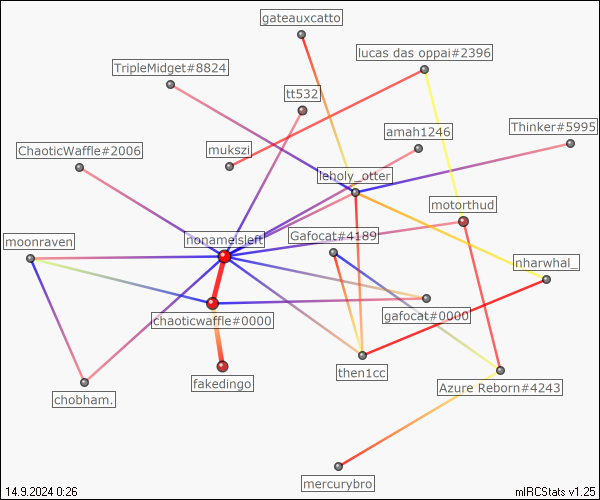 gateauxcatto
lucas das oppai#2396
TripleMidget#8824
tt532
Thinker#5995
amah1246
ChaoticWaffle#2006
mukszi
leholy_otter
motorthud
nonameisleft
Gafocat#4189
moonraven
nharwhal_
gafocat#0000
chaoticwaffle#0000
then1cc
fakedingo
Azure Reborn#4243
chobham.
mercurybro
14.9.2024 0:26
mIRCStats v1.25